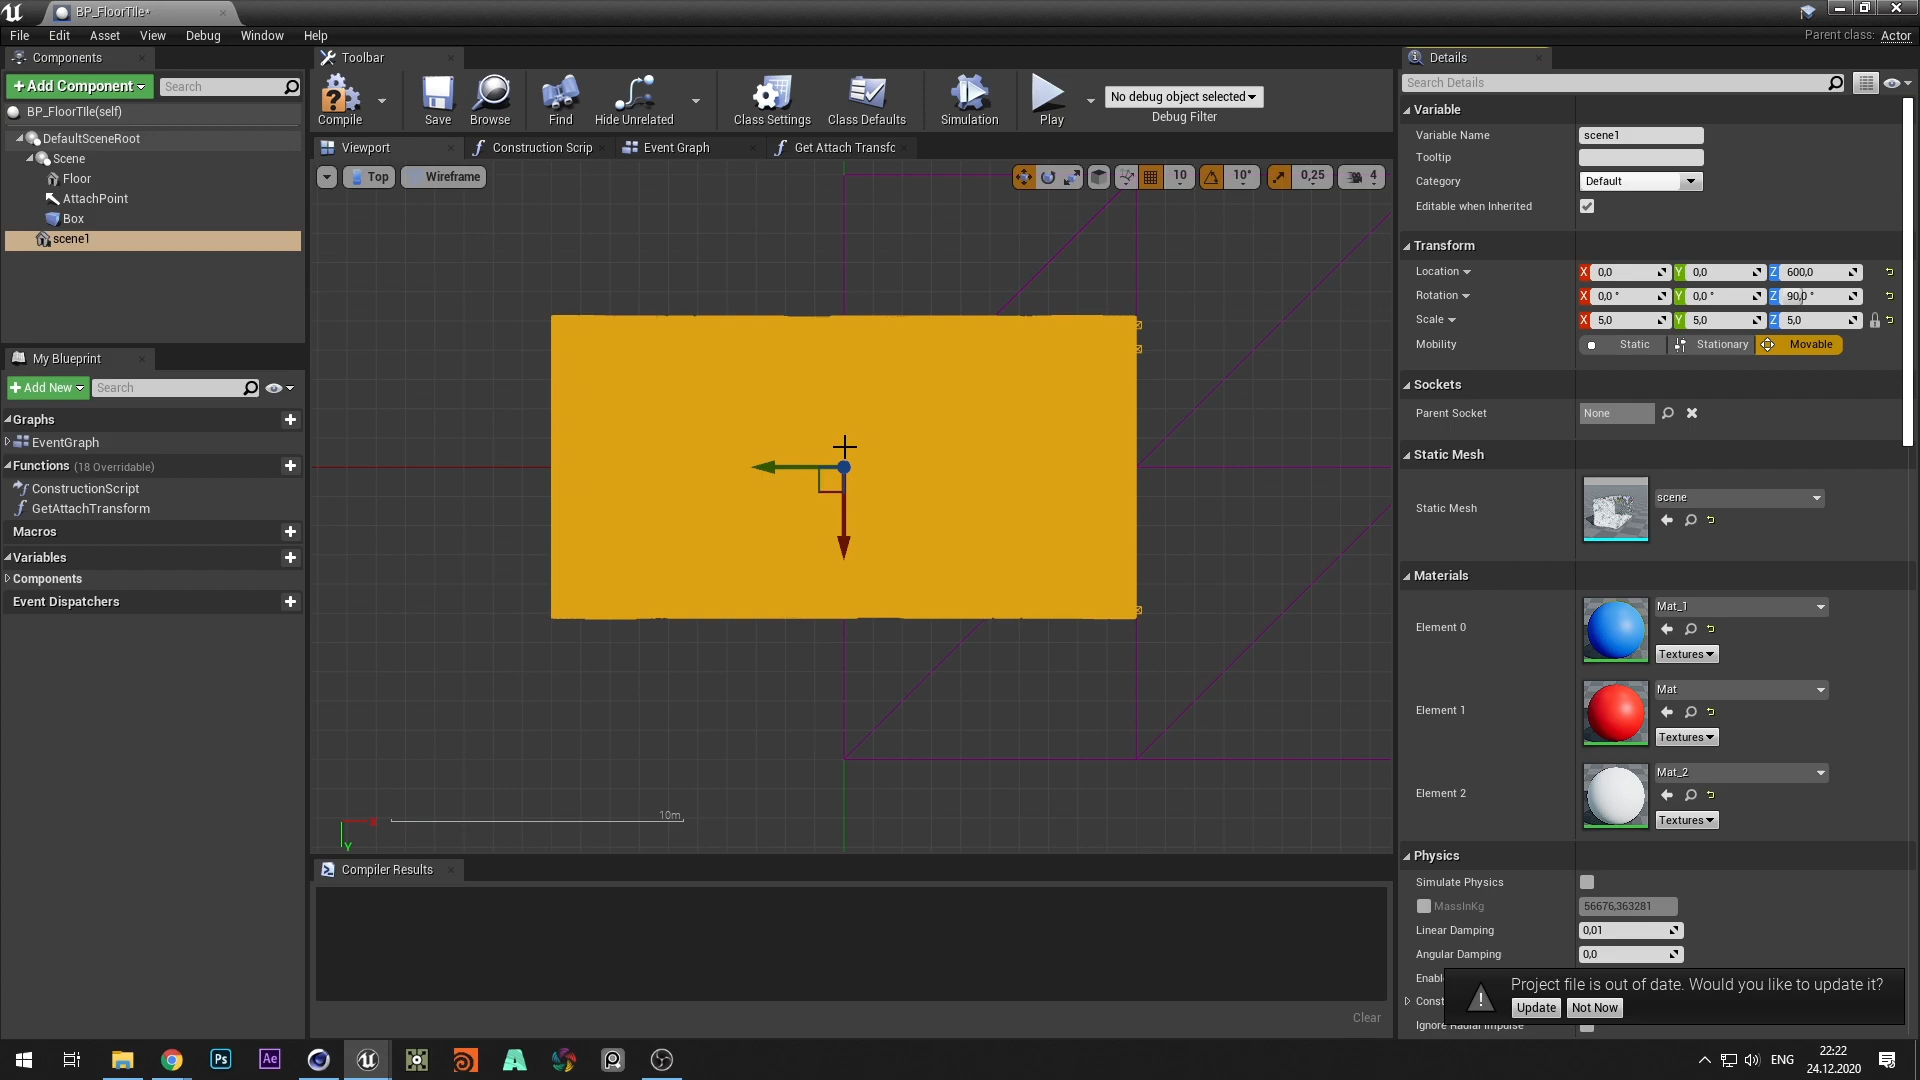 BP_FloorTIle*
File Edit Asset View Debug Window Help
Parent class: Actor
Components
Add Component
Search
BP_FloorTIle(self)
DefaultSceneRoot
Scene
Floor
AttachPoint
Box
scene1
My Blueprint
Add New
Search
Graphs
EventGraph
Functions (18 Overridable)
ConstructionScript
GetAttachTransform
Macros
Variables
Components
Event Dispatchers
Toolbar
Compile
Save
Browse
Find
Hide Unrelated
Class Settings
Class Defaults
Simulation
Play
No debug object selected
Debug Filter
Viewport
Construction Scrip
Event Graph
Get Attach Transfc
Top
Wireframe
10
10°
0,25
4
10m
X
Y
Compiler Results
Clear
Details
Search Details
Variable
Variable Name scene1
Tooltip
Category Default
Editable when Inherited
Transform
Location X 0,0 Y 0,0 Z 600,0
Rotation X 0,0 ° Y 0,0 ° Z 90,0 °
Scale X 5,0 Y 5,0 Z 5,0
Mobility Static Stationary Movable
Sockets
Parent Socket None
Static Mesh
Static Mesh scene
Materials
Element 0 Mat_1
Textures
Element 1 Mat
Textures
Element 2 Mat_2
Textures
Physics
Simulate Physics
MassInKg 56676,363281
Linear Damping 0,01
Angular Damping 0,0
Enabl
Const
Ignore Radial Impulse
Project file is out of date. Would you like to update it?
Update Not Now
Ps
Ae
ENG
22:22
24.12.2020